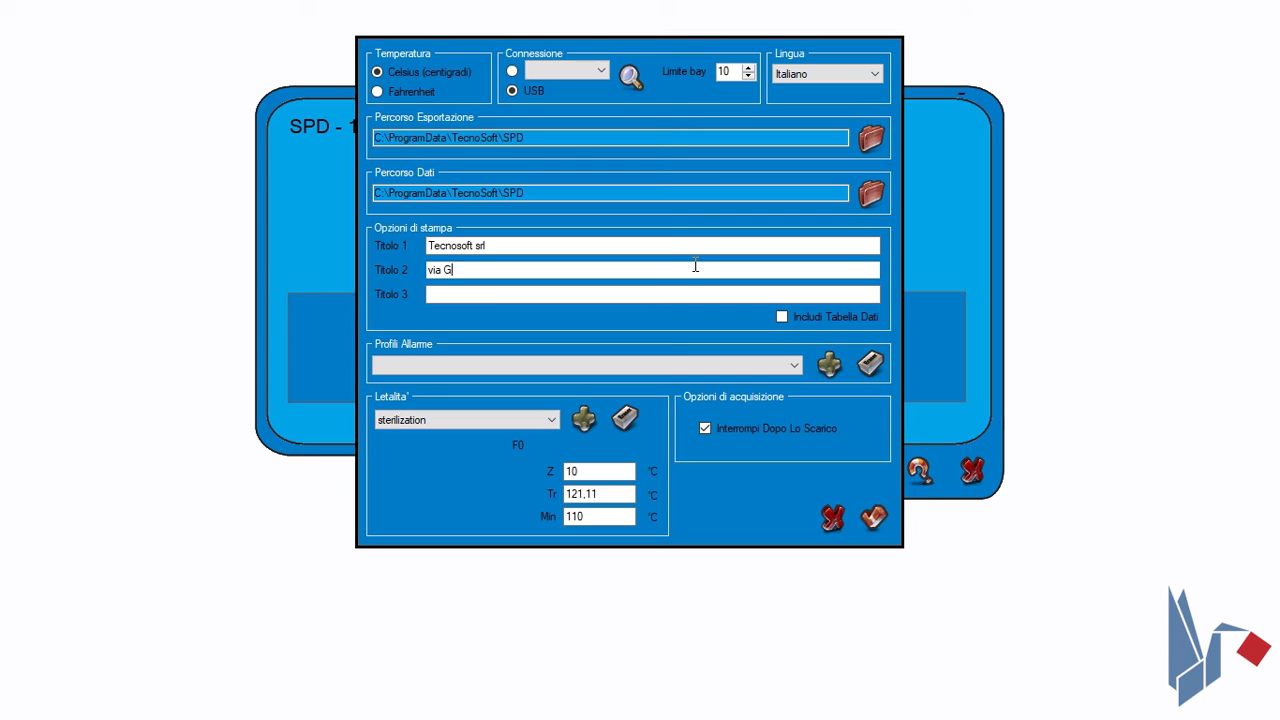 Temperatura
Connessione
Lingua
Celsius (centigradi)
Limite bay 10
Italiano
Fahrenheit
USB
SPD -
Percorso Esportazione
C:\ProgramData\TecnoSoft\SPD
Percorso Dati
C:\ProgramData\TecnoSoft\SPD
Opzioni di stampa
Titolo 1 Tecnosoft srl
Titolo 2 via G
Titolo 3
Includi Tabella Dati
Profili Allarme
Letalita'
Opzioni di acquisizione
sterilization
Interrompi Dopo Lo Scarico
F0
Z 10 °C
Tr 121,11 °C
Min 110 °C